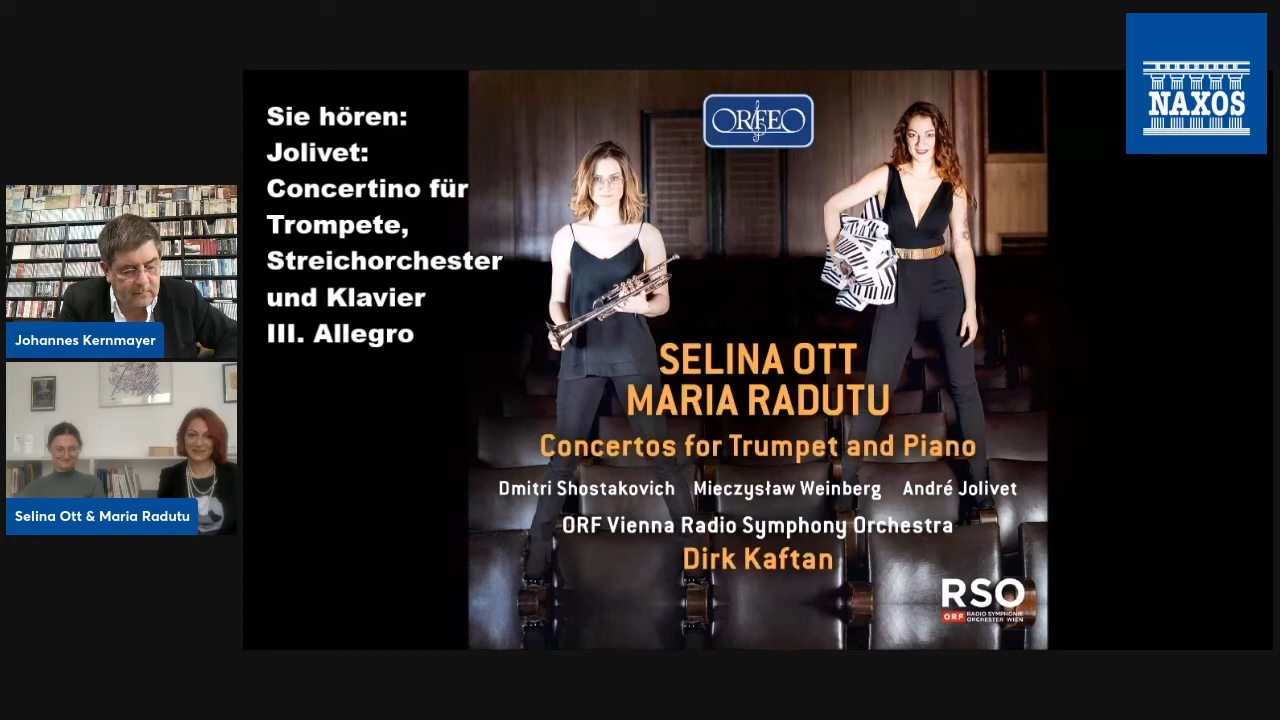 NAXOS
Sie hören:
Jolivet:
Concertino für
Trompete,
Streichorchester
und Klavier
III. Allegro
ORFEO
SELINA OTT
MARIA RADUTU
Concertos for Trumpet and Piano
Dmitri Shostakovich Mieczysław Weinberg André Jolivet
ORF Vienna Radio Symphony Orchestra
Dirk Kaftan
RSO
ORF RADIO SYMPHONIE
ORCHESTER WIEN
Johannes Kernmayer
Selina Ott & Maria Radutu